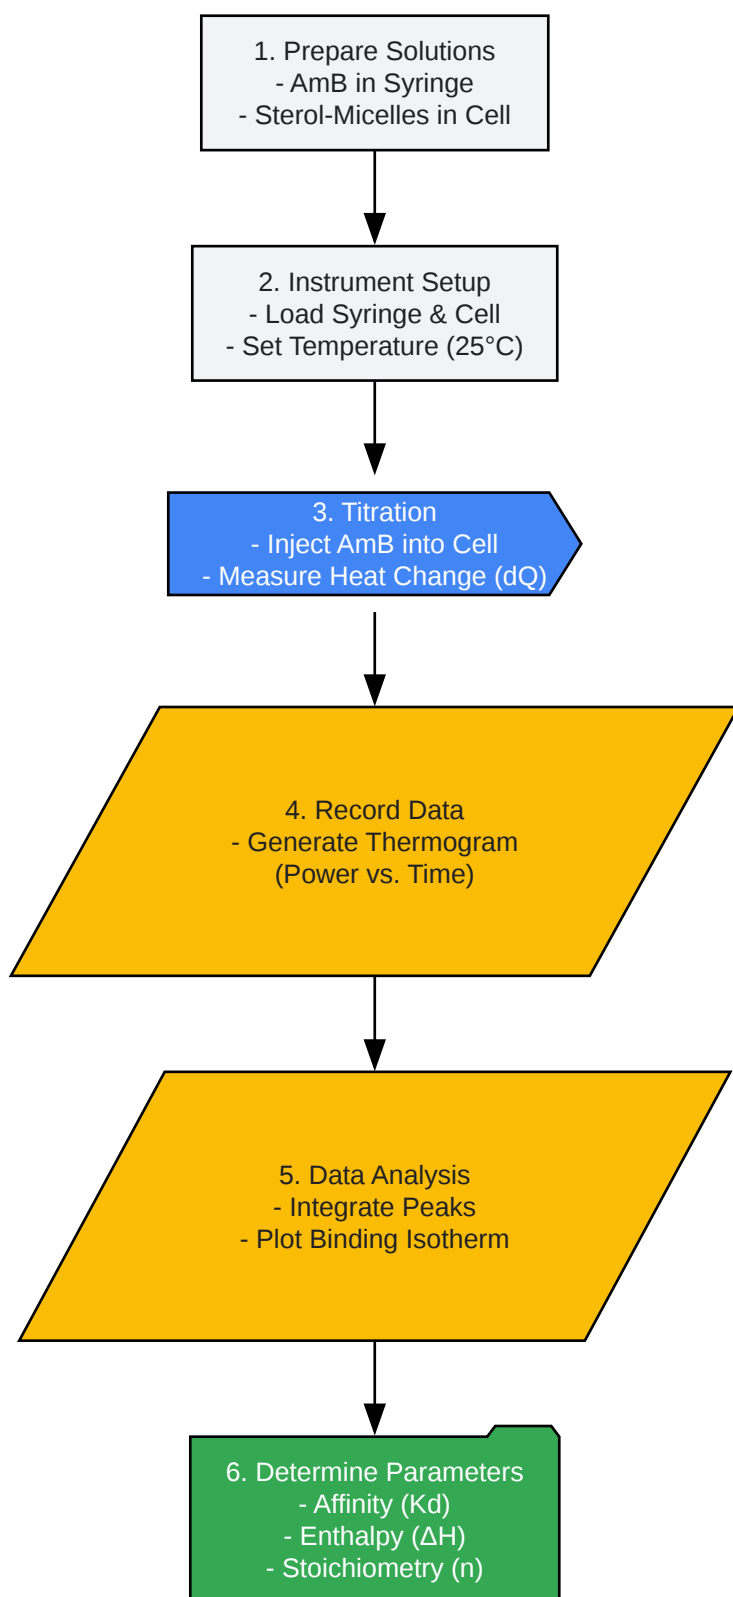 1. Prepare Solutions
- AmB in Syringe
- Sterol-Micelles in Cell
2. Instrument Setup
- Load Syringe & Cell
- Set Temperature (25°C)
3. Titration
- Inject AmB into Cell
- Measure Heat Change (dQ)
4. Record Data
- Generate Thermogram
(Power vs. Time)
5. Data Analysis
- Integrate Peaks
- Plot Binding Isotherm
6. Determine Parameters
- Affinity (Kd)
- Enthalpy (ΔH)
- Stoichiometry (n)